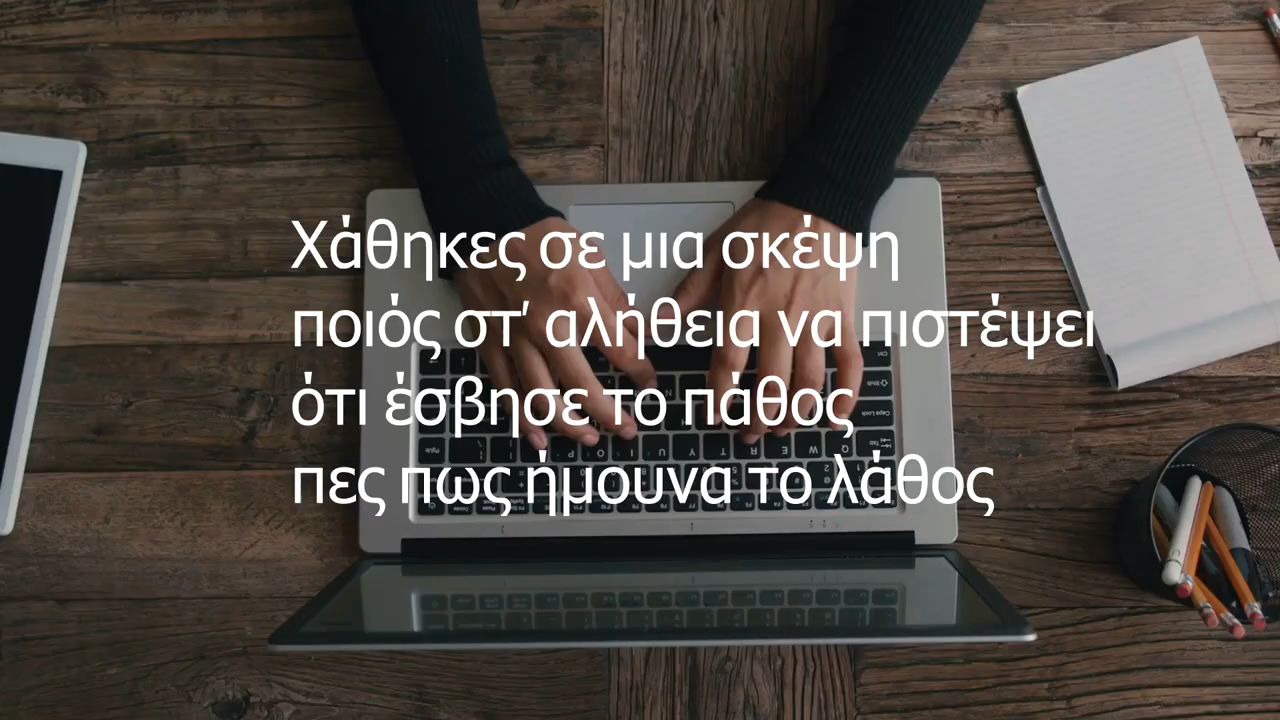 Χάθηκες σε μια σκέψη
ποιός στ' αλήθεια να πιστέψει
ότι έσβησε το πάθος
πες πως ήμουνα το λάθος